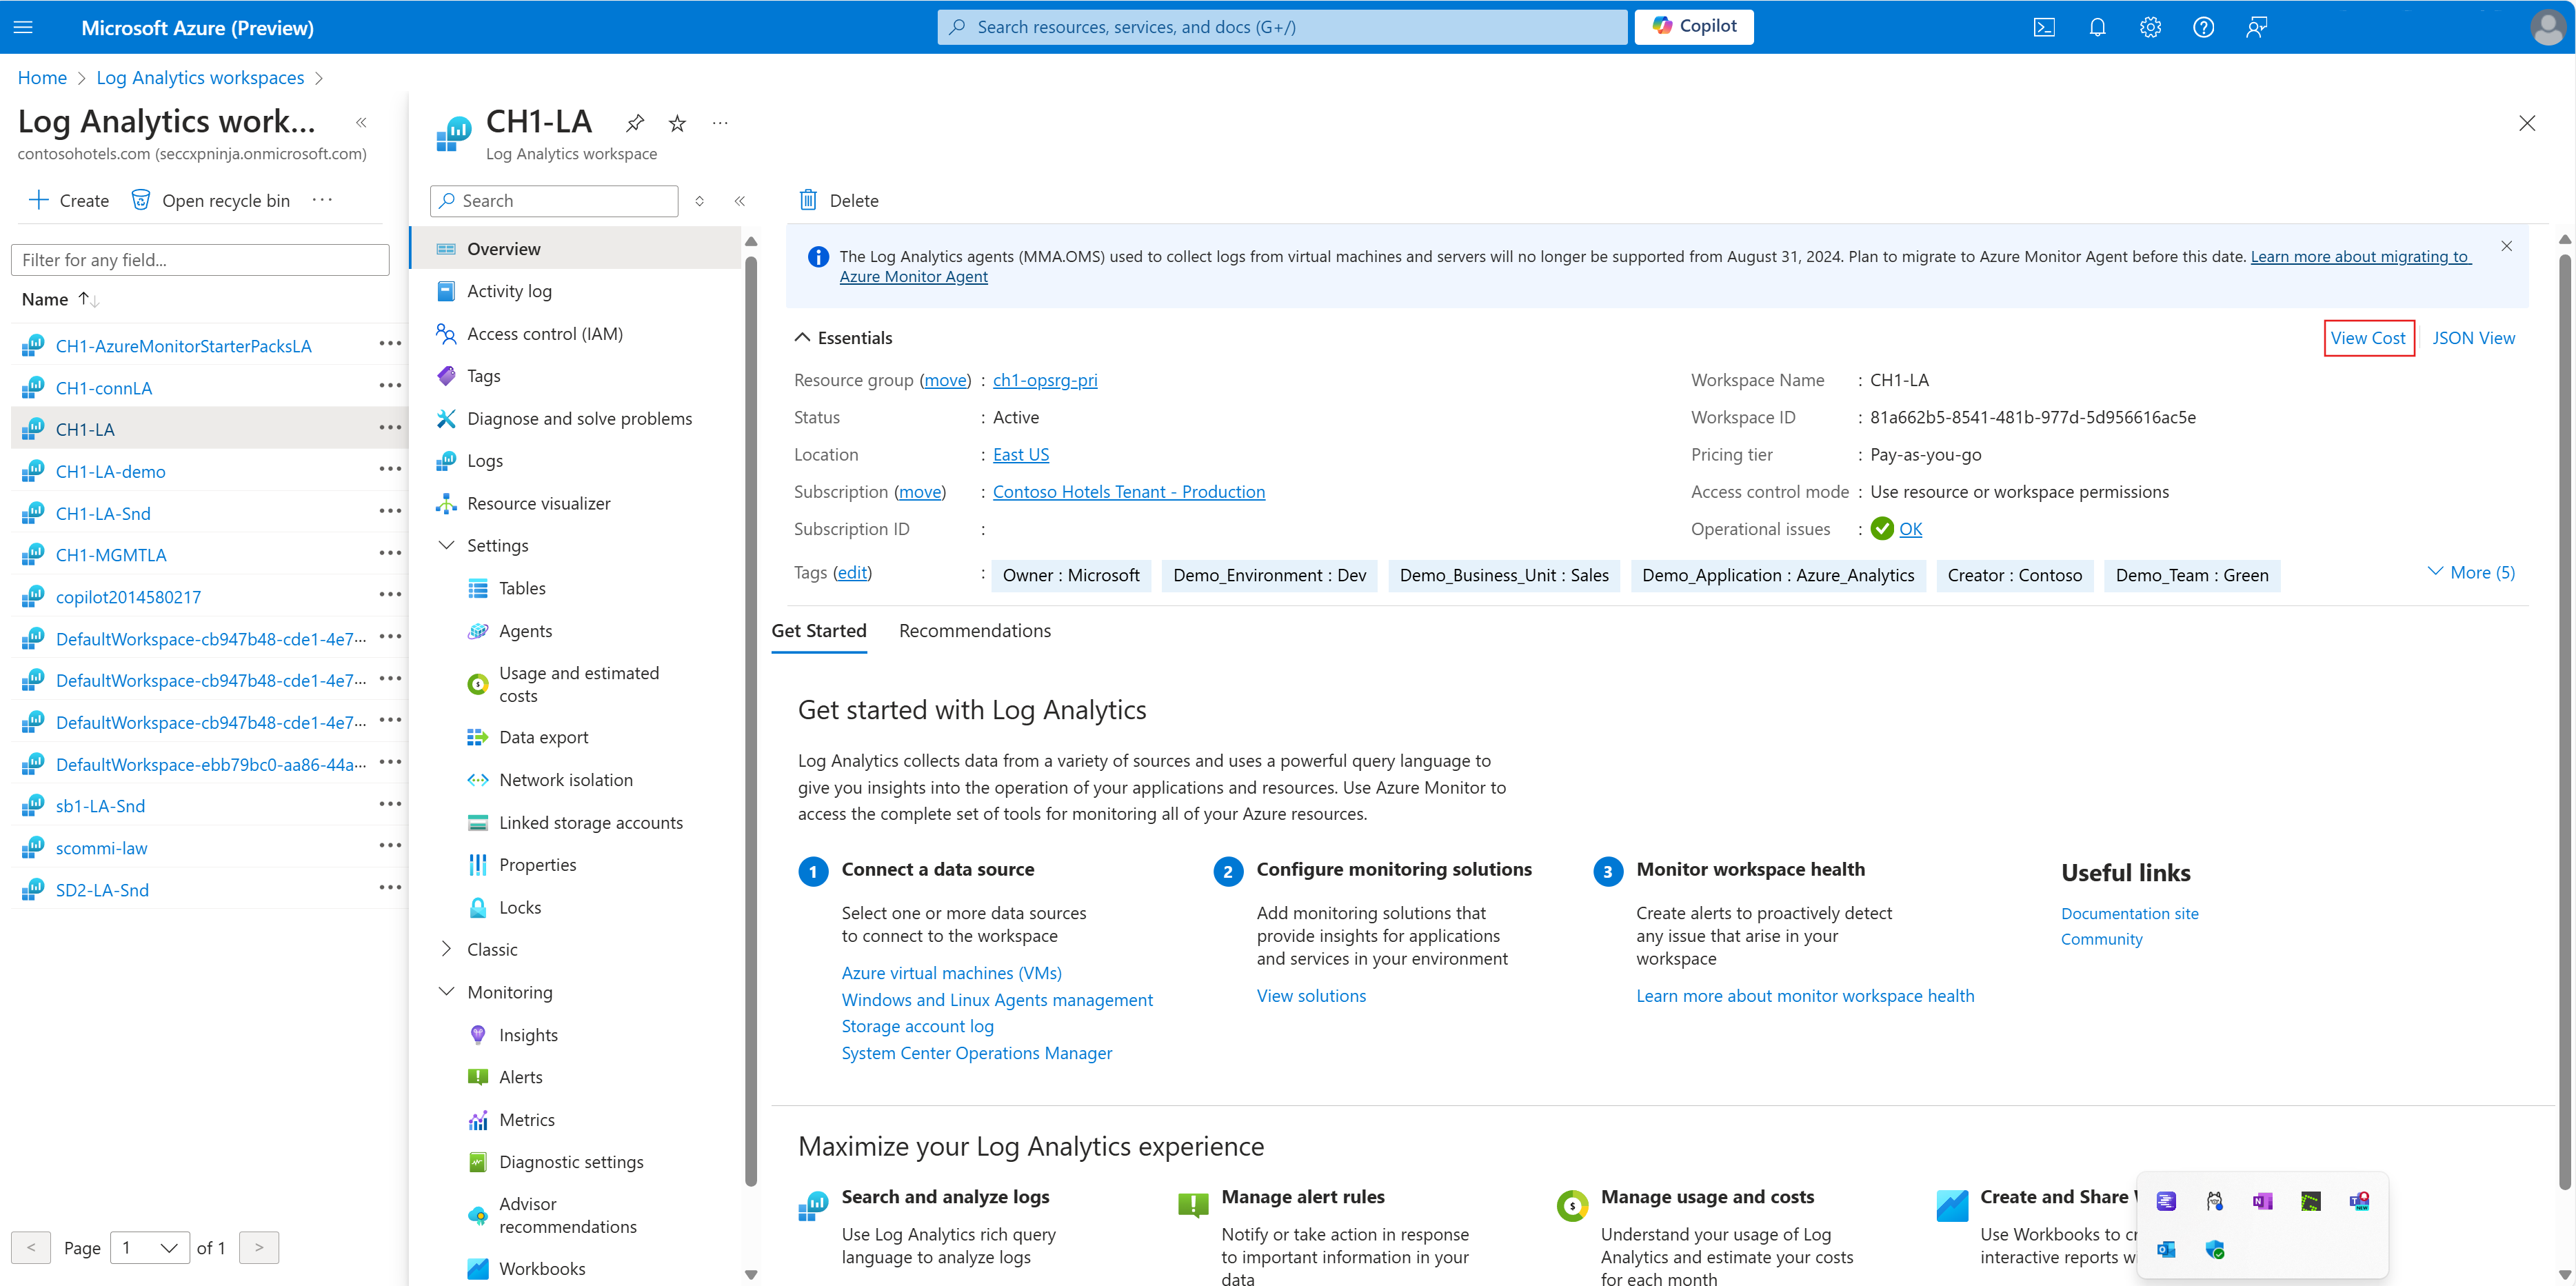 Microsoft Azure (Preview)
Search resources, services, and docs (G+/)
Copilot
Home > Log Analytics workspaces >
Log Analytics work...
contosohotels.com (seccxpninja.onmicrosoft.com)
Create
Open recycle bin
Filter for any field...
Name
CH1-AzureMonitorStarterPacksLA
CH1-connLA
CH1-LA
CH1-LA-demo
CH1-LA-Snd
CH1-MGMTLA
copilot2014580217
DefaultWorkspace-cb947b48-cde1-4e7...
DefaultWorkspace-cb947b48-cde1-4e7...
DefaultWorkspace-cb947b48-cde1-4e7...
DefaultWorkspace-ebb79bc0-aa86-44a...
sb1-LA-Snd
scommi-law
SD2-LA-Snd
< Page 1 of 1 >
CH1-LA
Log Analytics workspace
Search
Overview
Activity log
Access control (IAM)
Tags
Diagnose and solve problems
Logs
Resource visualizer
Settings
Tables
Agents
Usage and estimated
costs
Data export
Network isolation
Linked storage accounts
Properties
Locks
Classic
Monitoring
Insights
Alerts
Metrics
Diagnostic settings
Advisor
recommendations
Workbooks
Delete
The Log Analytics agents (MMA.OMS) used to collect logs from virtual machines and servers will no longer be supported from August 31, 2024. Plan to migrate to Azure Monitor Agent before this date. Learn more about migrating to
Azure Monitor Agent
Essentials
View Cost
JSON View
Resource group (move) : ch1-opsrg-pri
Status : Active
Location : East US
Subscription (move) : Contoso Hotels Tenant - Production
Subscription ID :
Workspace Name : CH1-LA
Workspace ID : 81a662b5-8541-481b-977d-5d956616ac5e
Pricing tier : Pay-as-you-go
Access control mode : Use resource or workspace permissions
Operational issues : OK
Tags (edit) : Owner : Microsoft Demo_Environment : Dev Demo_Business_Unit : Sales Demo_Application : Azure_Analytics Creator : Contoso Demo_Team : Green More (5)
Get Started
Recommendations
Get started with Log Analytics
Log Analytics collects data from a variety of sources and uses a powerful query language to
give you insights into the operation of your applications and resources. Use Azure Monitor to
access the complete set of tools for monitoring all of your Azure resources.
1 Connect a data source
Select one or more data sources
to connect to the workspace
Azure virtual machines (VMs)
Windows and Linux Agents management
Storage account log
System Center Operations Manager
2 Configure monitoring solutions
Add monitoring solutions that
provide insights for applications
and services in your environment
View solutions
3 Monitor workspace health
Create alerts to proactively detect
any issue that arise in your
workspace
Learn more about monitor workspace health
Useful links
Documentation site
Community
Maximize your Log Analytics experience
Search and analyze logs
Use Log Analytics rich query
language to analyze logs
Manage alert rules
Notify or take action in response
to important information in your
data
Manage usage and costs
Understand your usage of Log
Analytics and estimate your costs
for each month
Create and Share
Use Workbooks to
interactive reports